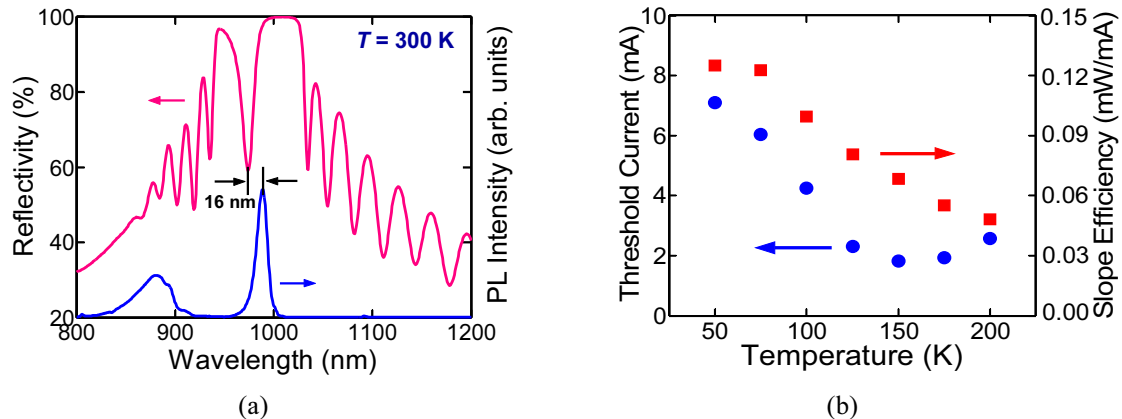 100
80
60
40
20
Reflectivity (%)
T = 300 K
16 nm
PL Intensity (arb. units)
800 900 1000 1100 1200
Wavelength (nm)
(a)
10
8
6
4
2
0
Threshold Current (mA)
0.15
0.12
0.09
0.06
0.03
0.00
Slope Efficiency (mW/mA)
50 100 150 200
Temperature (K)
(b)